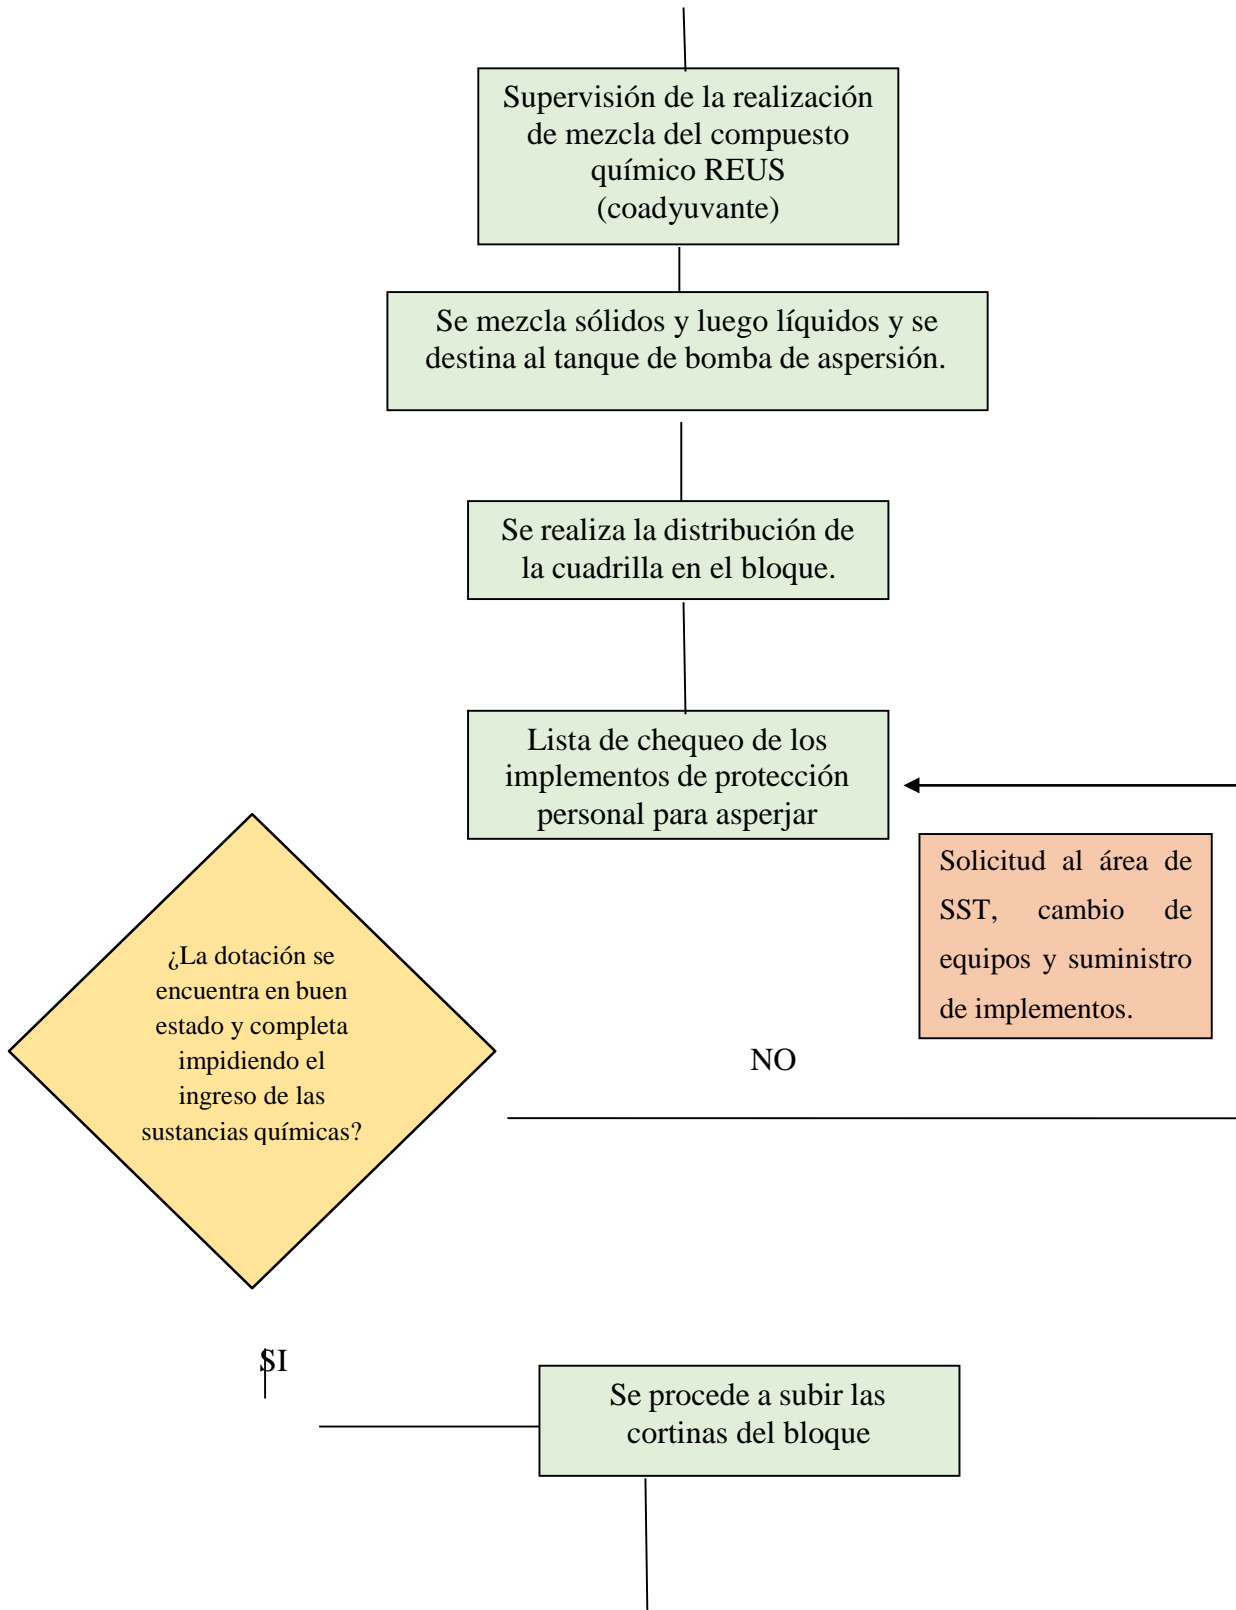 Supervisión de la realización
de mezcla del compuesto
químico REUS
(coadyuvante)
Se mezcla sólidos y luego líquidos y se
destina al tanque de bomba de aspersión.
Se realiza la distribución de
la cuadrilla en el bloque.
Lista de chequeo de los
implementos de protección
personal para asperjar
Solicitud al área de
SST, cambio de
equipos y suministro
de implementos.
¿La dotación se
encuentra en buen
estado y completa
impidiendo el
ingreso de las
sustancias químicas?
NO
SI
Se procede a subir las
cortinas del bloque